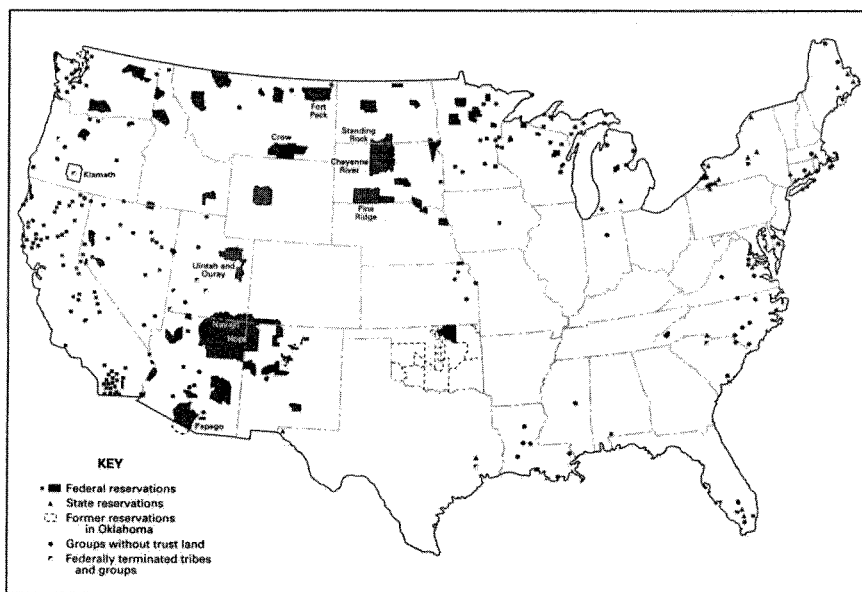 Fort
Peck
Crow
Standing
Rock
Cheyenne
River
Klamath
Pine
Ridge
Uintah and
Ouray
Navajo
Hopi
Papago
KEY
Federal reservations
State reservations
Former reservations
in Oklahoma
Groups without trust land
Federally terminated tribes
and groups